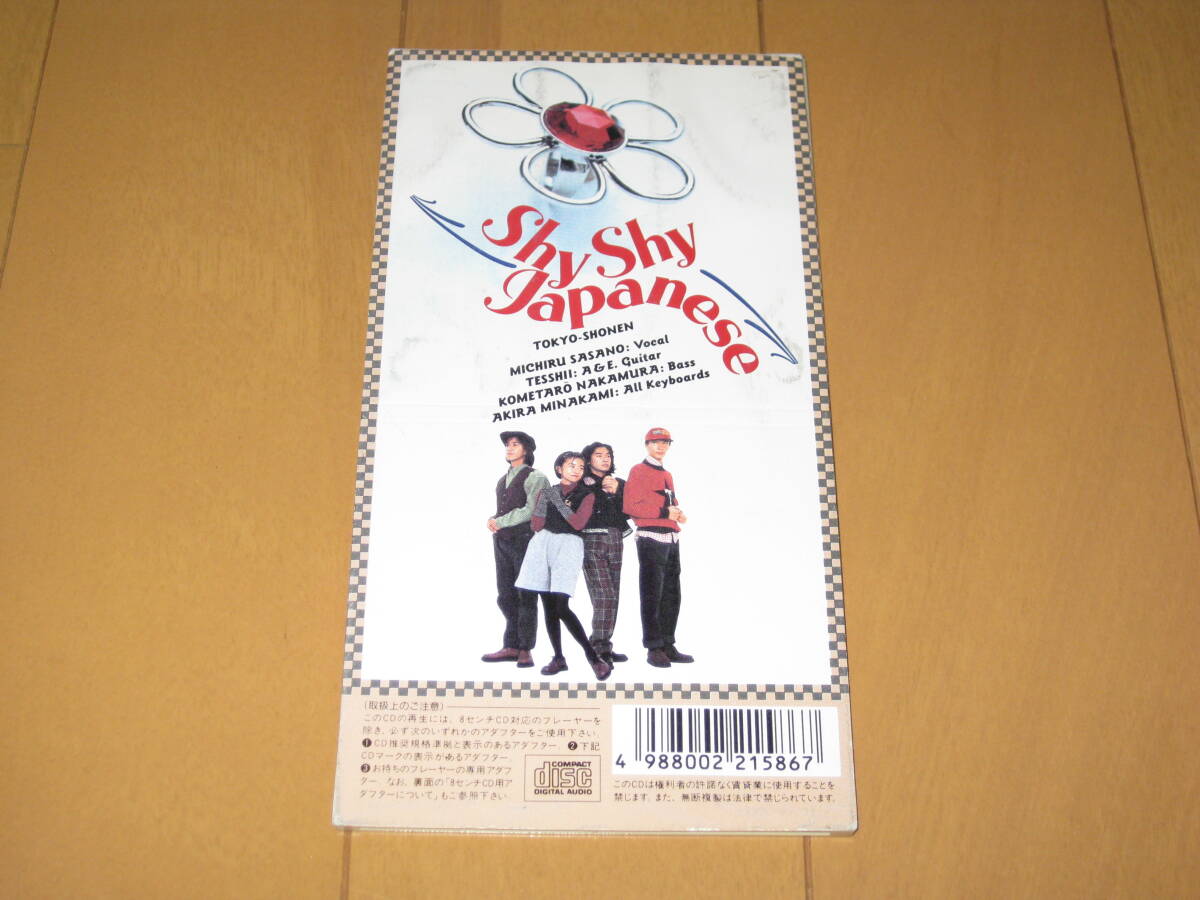 Shy Shy
Japanese
TOKYO-SHONEN
MICHIRU SASANO: Vocal
TESSHII: A & E. Guitar
KOMETARŌ NAKAMURA: Bass
AKIRA MINAKAMI: All Keyboards
(取扱上のご注意)
このCDの再生には、8センチCD対応のプレーヤーを
除き、必ず次のいずれかのアダプターをご使用下さい。
❶CD推奨規格準拠と表示のあるアダプター ❷下記
CDマークの表示があるアダプター。
❸お持ちのプレーヤーの専用アダプ
ター。なお、裏面の「8センチCD用ア
ダプターについて」もご参照下さい。
COMPACT
disc
DIGITAL AUDIO
4 988002 215867
このCDは権利者の許諾なく賃貸業に使用することを
禁じます。また、無断複製は法律で禁じられています。